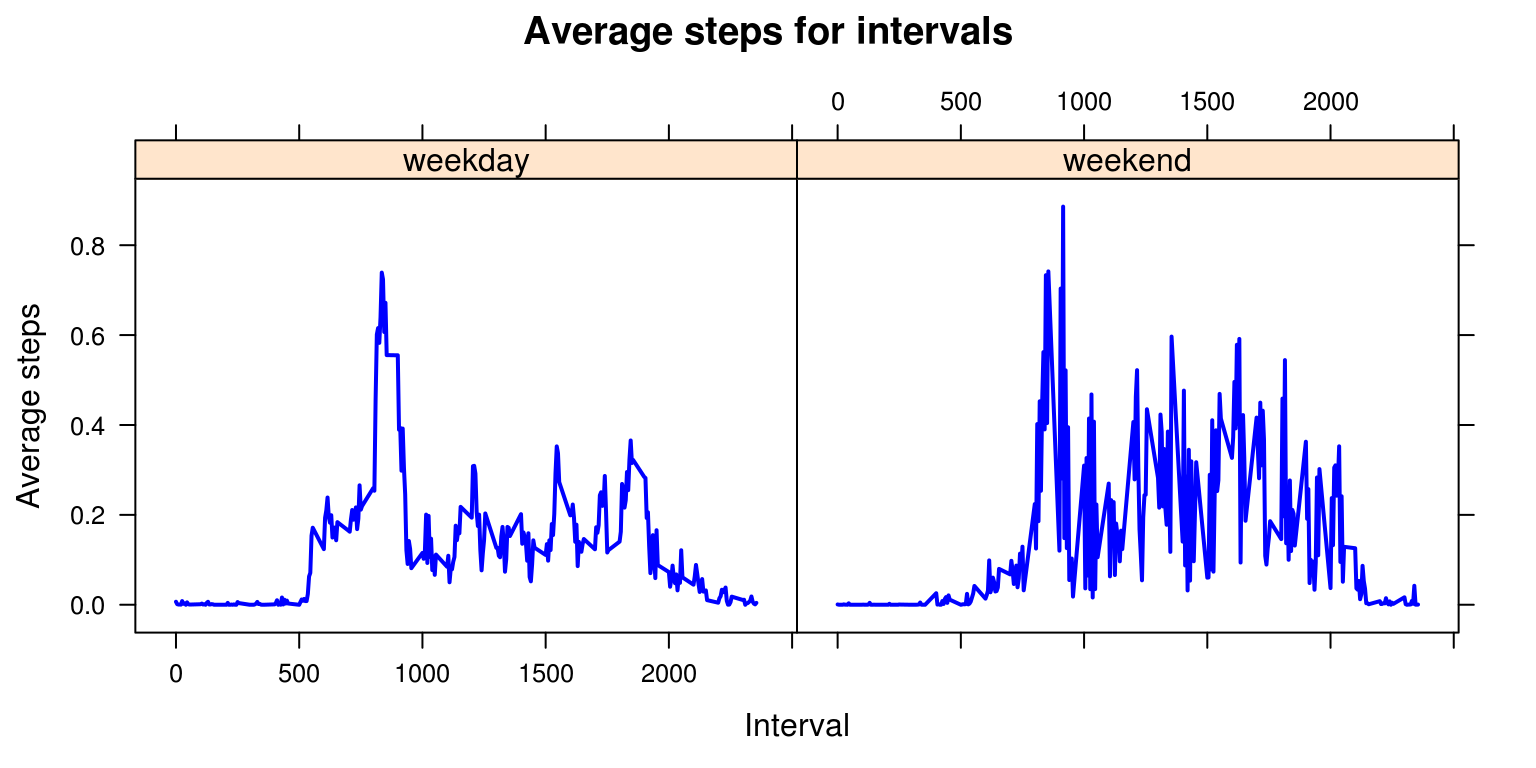 Average steps for intervals
0 500 1000 1500 2000
weekday weekend
0.8
0.6
0.4
0.2
0.0
Average steps
0 500 1000 1500 2000
Interval